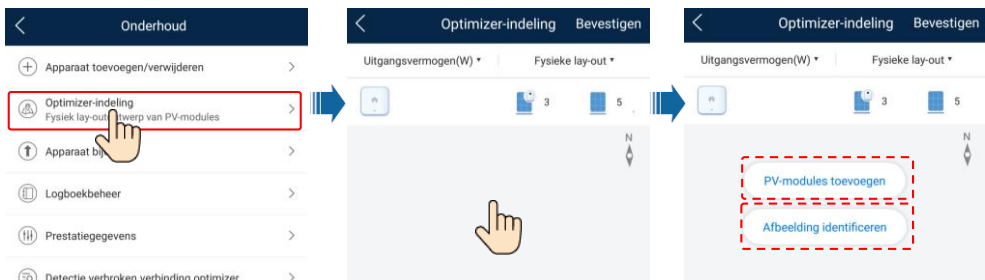 Onderhoud
Apparaat toevoegen/verwijderen
Optimizer-indeling
Fysiek lay-outontwerp van PV-modules
Apparaat bij
Logboekbeheer
Prestatiegegevens
Detectie verbroken verbinding optimizer
Optimizer-indeling Bevestigen
Uitgangsvermogen(W) Fysieke lay-out
3 5
N
Optimizer-indeling Bevestigen
Uitgangsvermogen(W) Fysieke lay-out
3 5
N
PV-modules toevoegen
Afbeelding identificeren